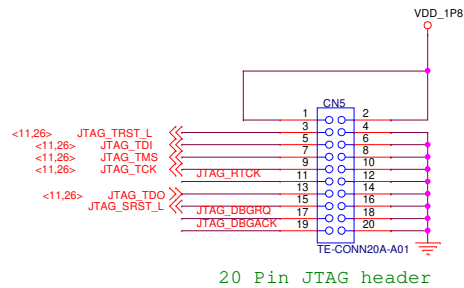 VDD_1P8
CN5
1 2
3 4
<11,26> JTAG_TRST_L
5 6
<11,26> JTAG_TDI
7 8
<11,26> JTAG_TMS
9 10
<11,26> JTAG_TCK
JTAG_RTCK
11 12
13 14
<11,26> JTAG_TDO
15 16
JTAG_SRST_L
JTAG_DBGRQ
17 18
JTAG_DBGACK
19 20
TE-CONN20A-A01
20 Pin JTAG header